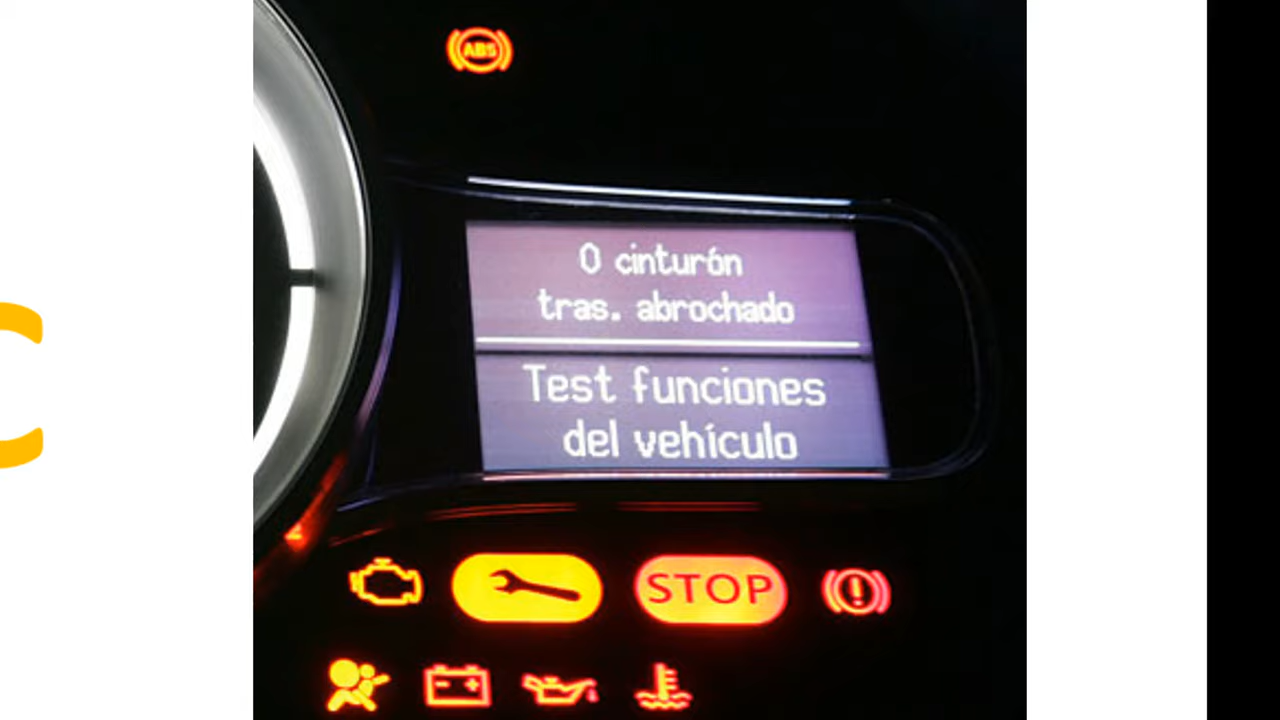 ABS
0 cinturón
tras. abrochado
Test funciones
del vehículo
STOP